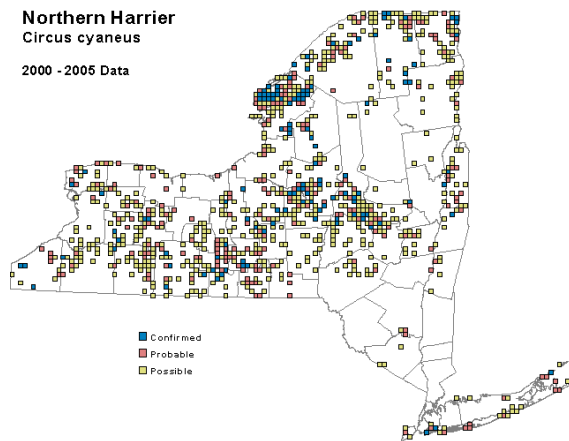 Northern Harrier
Circus cyaneus
2000 - 2005 Data
Confirmed
Probable
Possible